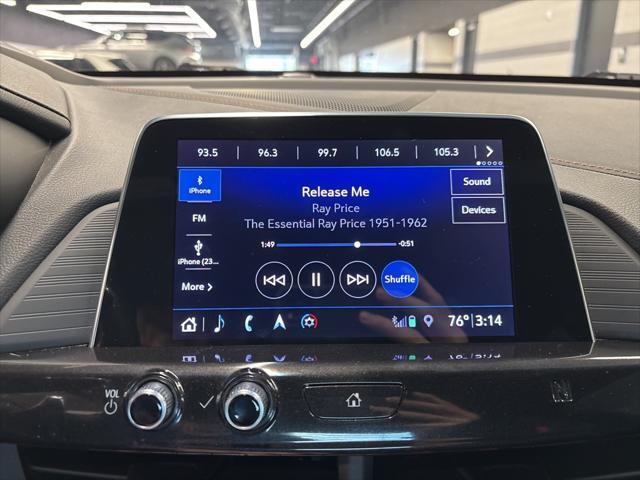 93.5 96.3 99.7 106.5 105.3
iPhone
Release Me
Sound
Ray Price
FM
Devices
The Essential Ray Price 1951-1962
1:49 -0:51
iPhone (23...
More
Shuffle
76° 3:14
VOL